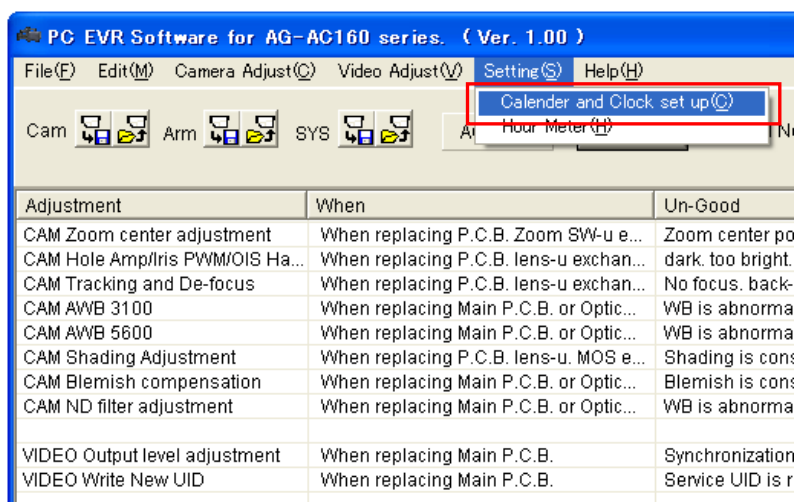 PC EVR Software for AG-AC160 series. ( Ver. 1.00 )
File(F) Edit(M) Camera Adjust(C) Video Adjust(V) Setting(S) Help(H)
Calender and Clock set up(C)
Hour Meter(H)
Cam Arm SYS
Adjustment When Un-Good
CAM Zoom center adjustment When replacing P.C.B. Zoom SW-u e... Zoom center po
CAM Hole Amp/Iris PWM/OIS Ha... When replacing P.C.B. lens-u exchan... dark. too bright.
CAM Tracking and De-focus When replacing P.C.B. lens-u exchan... No focus. back-
CAM AWB 3100 When replacing Main P.C.B. or Optic... WB is abnorma
CAM AWB 5600 When replacing Main P.C.B. or Optic... WB is abnorma
CAM Shading Adjustment When replacing P.C.B. lens-u. MOS e... Shading is cons
CAM Blemish compensation When replacing Main P.C.B. or Optic... Blemish is cons
CAM ND filter adjustment When replacing Main P.C.B. or Optic... WB is abnorma
VIDEO Output level adjustment When replacing Main P.C.B. Synchronization
VIDEO Write New UID When replacing Main P.C.B. Service UID is r